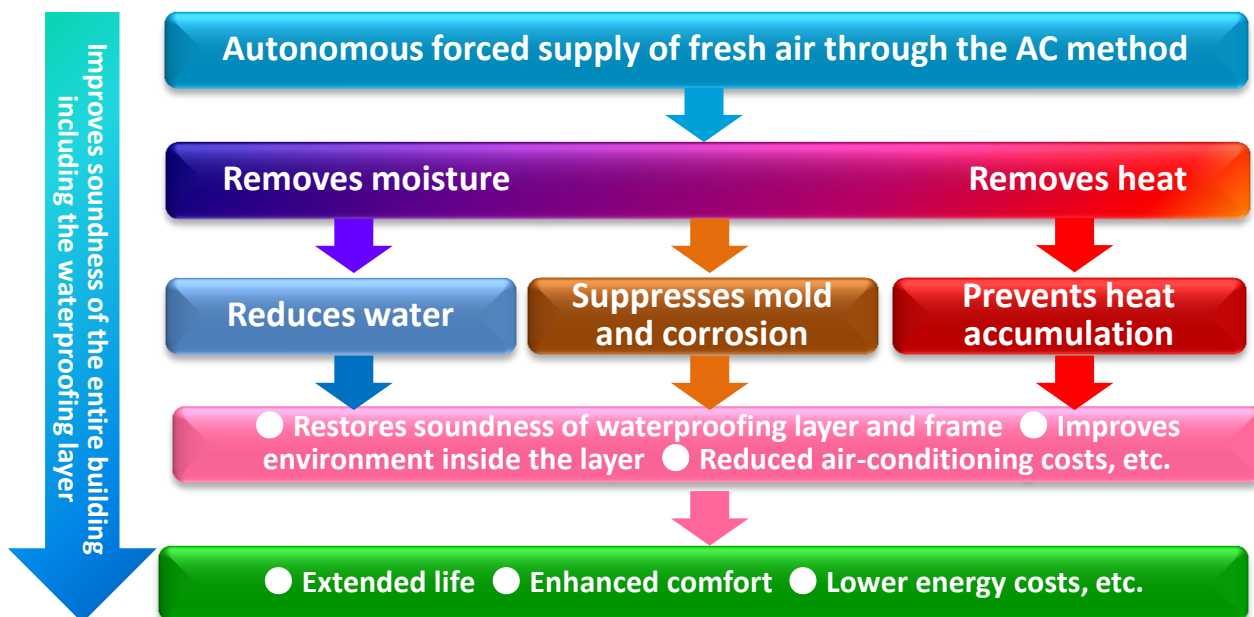 Improves soundness of the entire building
including the waterproofing layer
Autonomous forced supply of fresh air through the AC method
Removes moisture
Removes heat
Reduces water
Suppresses mold
and corrosion
Prevents heat
accumulation
● Restores soundness of waterproofing layer and frame ● Improves
environment inside the layer ● Reduced air-conditioning costs, etc.
● Extended life ● Enhanced comfort ● Lower energy costs, etc.